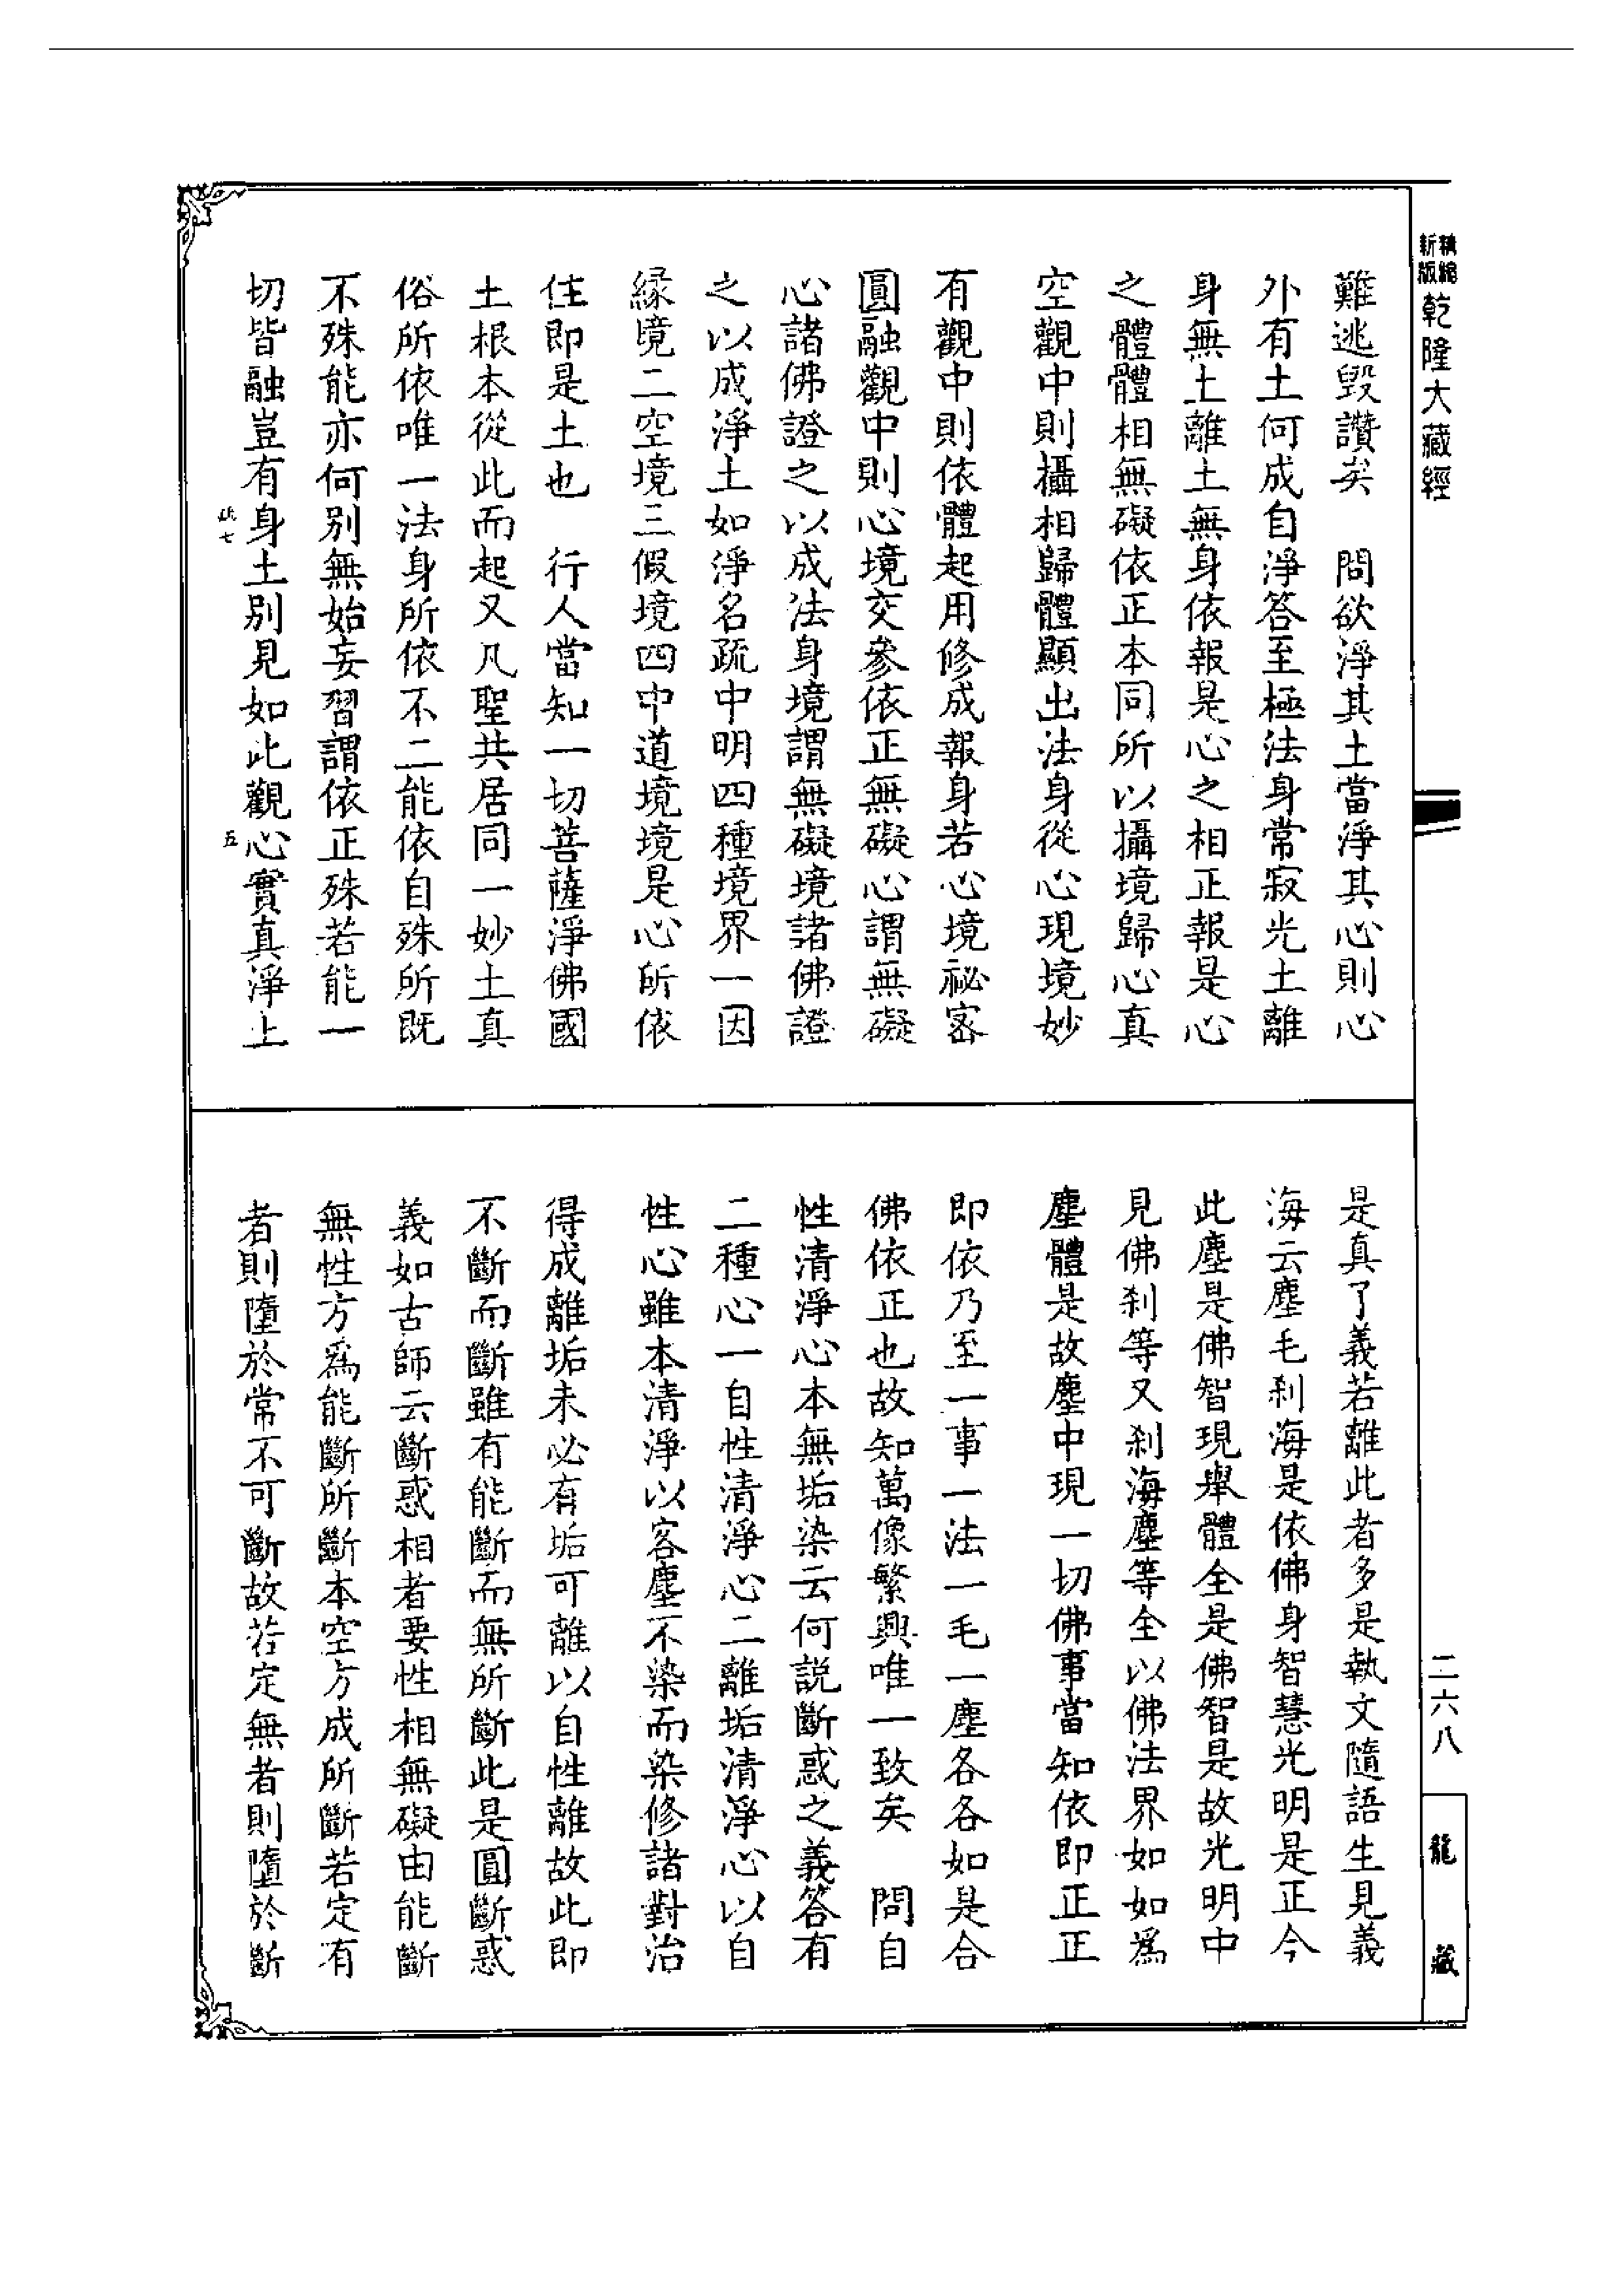 精縮
新版
乾隆大藏經
難逃毀讚矣　問欲淨其土當淨其心則心
外有土何成自淨答至極法身常寂光土離
身無土離土無身依報是心之相正報是心
之體體相無礙依正本同所以攝境歸心真
空觀中則攝相歸體顯出法身從心現境妙
有觀中則依體起用修成報身若心境祕密
圓融觀中則心境交參依正無礙心謂無礙
心諸佛證之以成法身境謂無礙境諸佛證
之以成淨土如淨名疏中明四種境界一因
緣境二空境三假境四中道境境是心所依
住即是土也　行人當知一切菩薩淨佛國
土根本從此而起又凡聖共居同一妙土真
俗所依唯一法身所依不二能依自殊所既
不殊能亦何別無始妄習謂依正殊若能一
切皆融豈有身土別見如此觀心實真淨土
七
五
是真了義若離此者多是執文隨語生見義
海云塵毛刹海是依佛身智慧光明是正今
此塵是佛智現舉體全是佛智是故光明中
見佛刹等又刹海塵等全以佛法界如如爲
塵體是故塵中現一切佛事當知依即正正
即依乃至一事一法一毛一塵各各如是合
佛依正也故知萬像繁興唯一致矣　問自
性清淨心本無垢染云何説斷惑之義答有
二種心一自性清淨心二離垢清淨心以自
性心雖本清淨以客塵不染而染修諸對治
得成離垢未必有垢可離以自性離故此即
不斷而斷雖有能斷而無所斷此是圓斷惑
義如古師云斷惑相者要性相無礙由能斷
無性方爲能斷所斷本空方成所斷若定有
者則墮於常不可斷故若定無者則墮於斷
二六八
龍藏